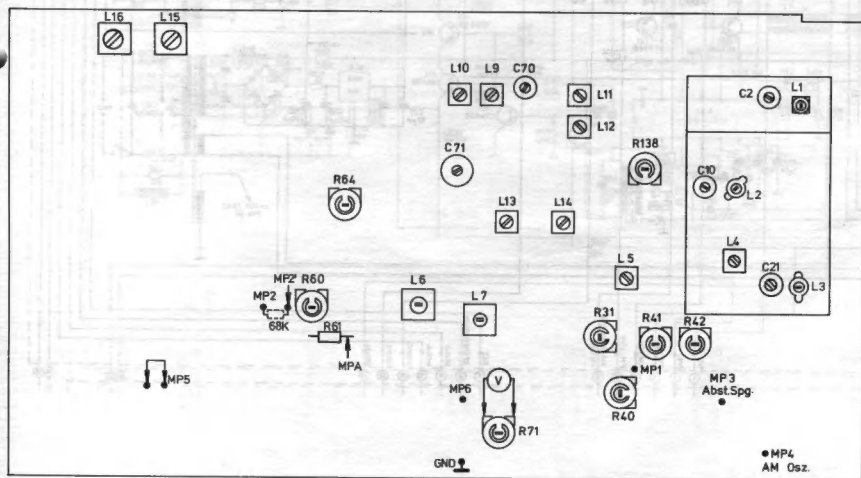 L16 L15
L10 L9 C70
L11
C2 L1
L12
C71
R138
R64
C10
L2
L13 L14
L4
L5
C21
L3
MP2 MP2' R60
L6
L7
68K
R61
R31 R41 R42
MPA
MP5
MP6
V
MP1
MP3
Abst.Spg.
R40
R71
GND
MP4
AM Osz.